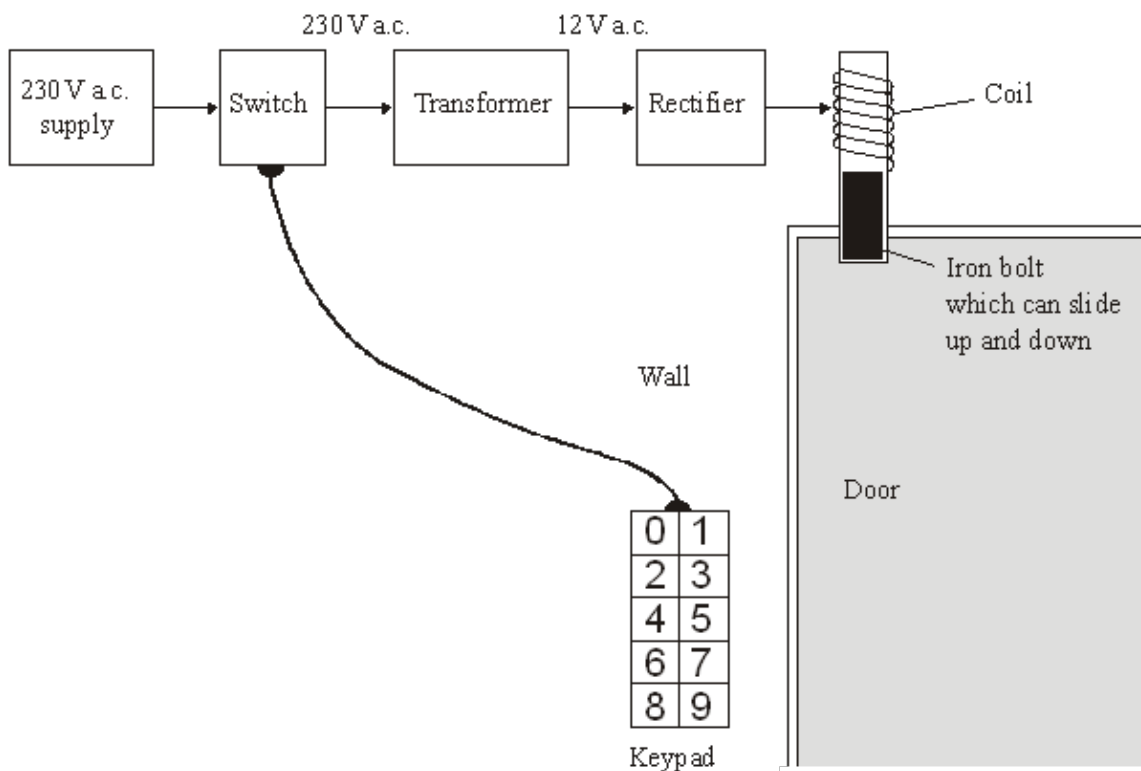 230 V a.c.
12 V a.c.
230 V a.c.
supply
Switch
Transformer
Rectifier
Coil
Iron bolt
which can slide
up and down
Wall
Door
0 1
2 3
4 5
6 7
8 9
Keypad